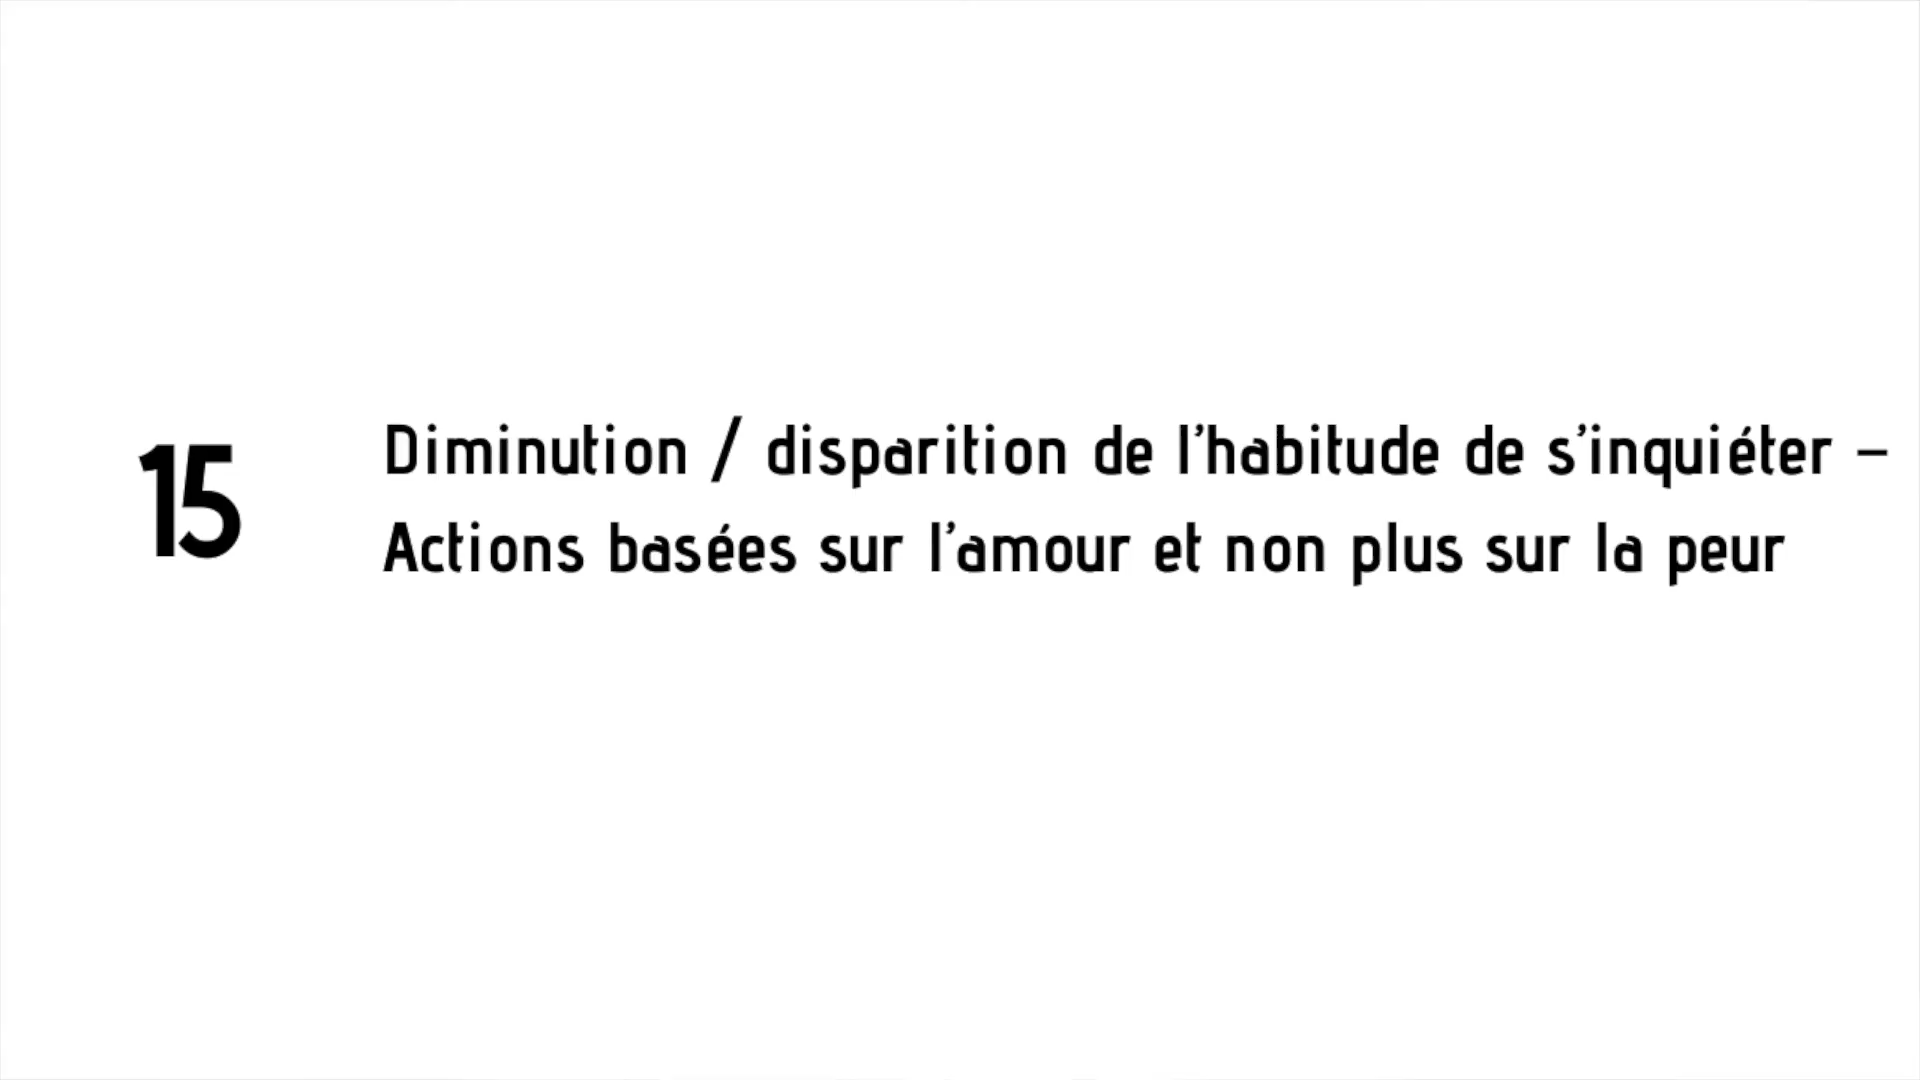 15
Diminution / disparition de l’habitude de s’inquiéter –
Actions basées sur l’amour et non plus sur la peur